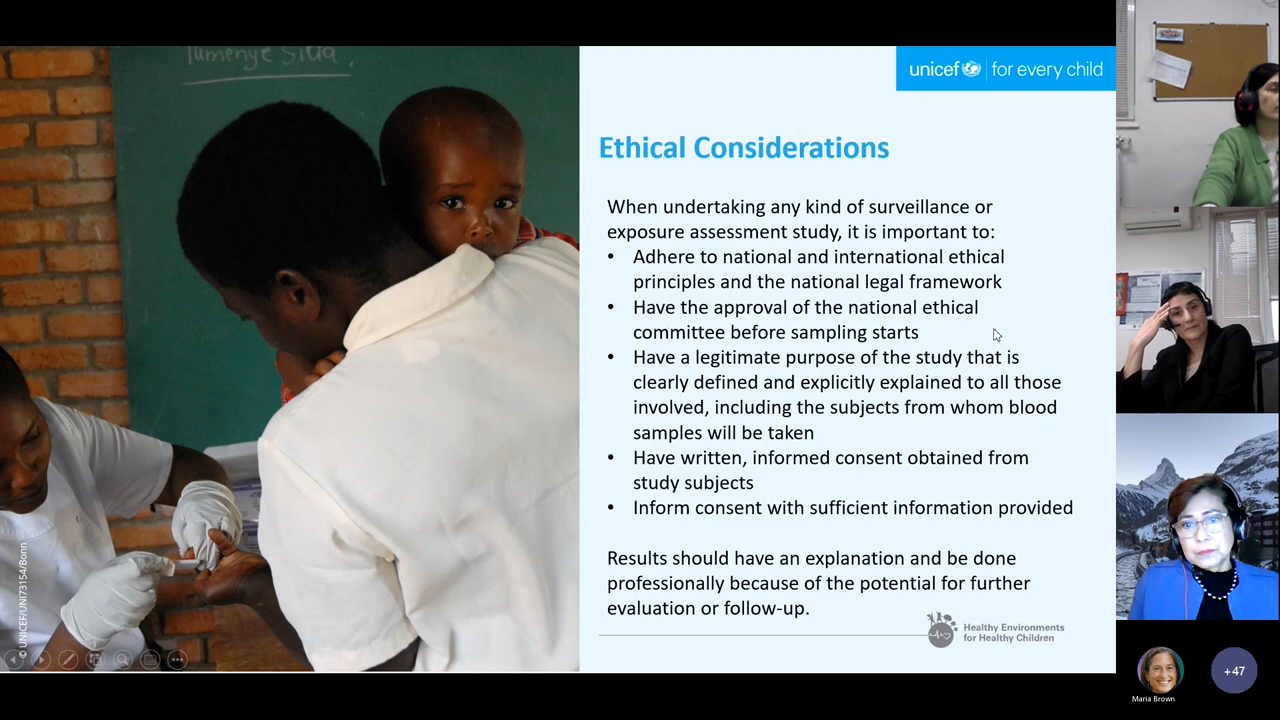 Tumenye Sida
unicef for every child
Ethical Considerations
When undertaking any kind of surveillance or
exposure assessment study, it is important to:
• Adhere to national and international ethical
principles and the national legal framework
• Have the approval of the national ethical
committee before sampling starts
• Have a legitimate purpose of the study that is
clearly defined and explicitly explained to all those
involved, including the subjects from whom blood
samples will be taken
• Have written, informed consent obtained from
study subjects
• Inform consent with sufficient information provided
Results should have an explanation and be done
professionally because of the potential for further
evaluation or follow-up.
Healthy Environments
for Healthy Children
© UNICEF/UNI73154/Bonn
Maria Brown
+47